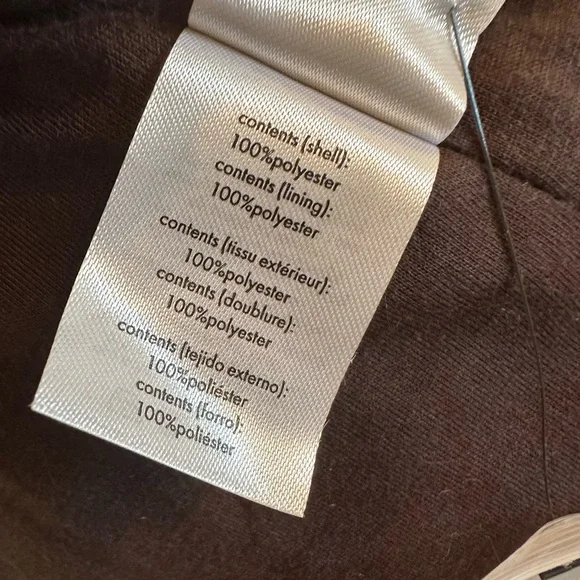 contents (shell):
100%polyester
contents (lining):
100%polyester
contents (tissu extérieur):
100%polyester
contents (doublure):
100%polyester
contents (tejido externo):
100%poliéster
contents (forro):
100%poliéster